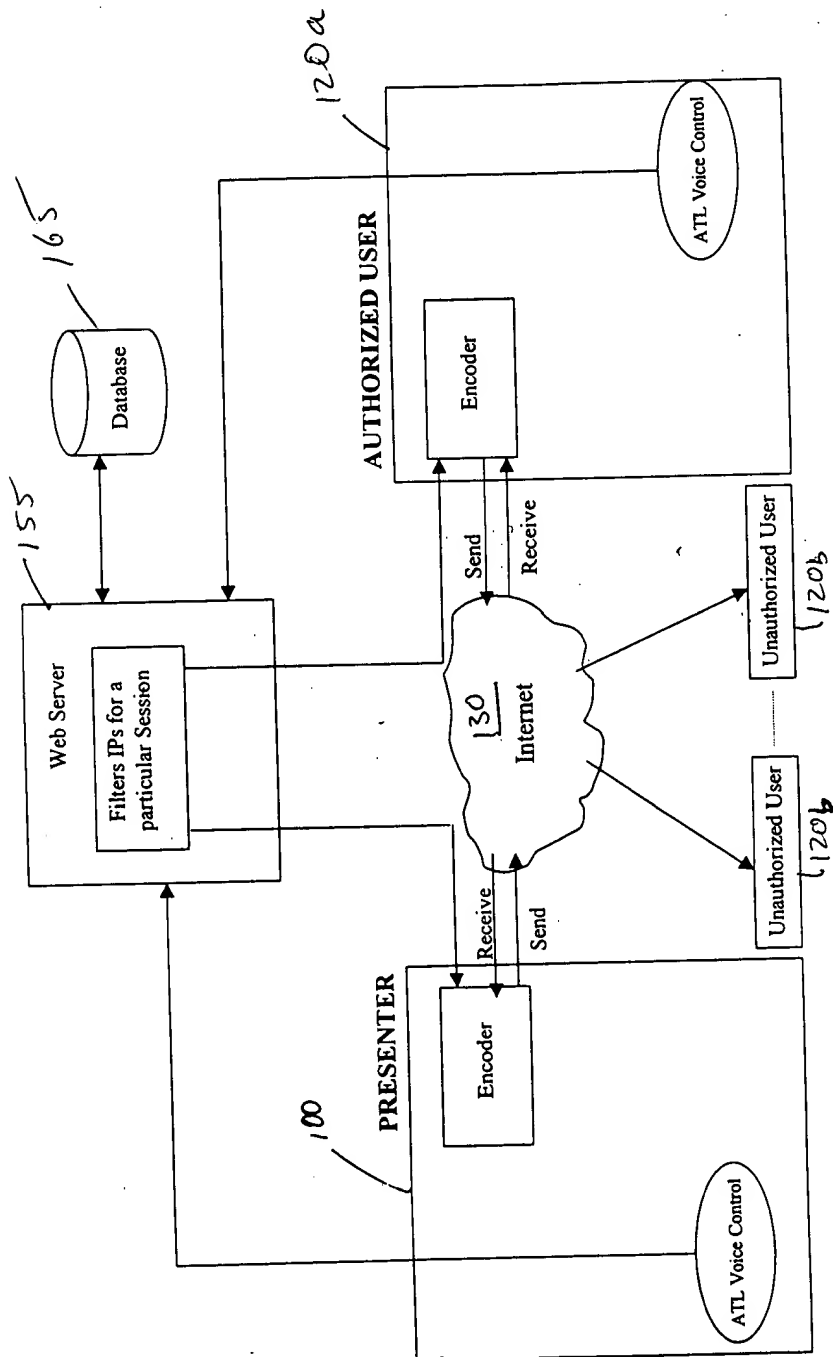 165
Database
155
Web Server
Filters IPs for a
particular Session
120a
AUTHORIZED USER
Encoder
ATL Voice Control
Send
Receive
130
Internet
Receive
Send
100
PRESENTER
Encoder
ATL Voice Control
Unauthorized User
120b
Unauthorized User
120b